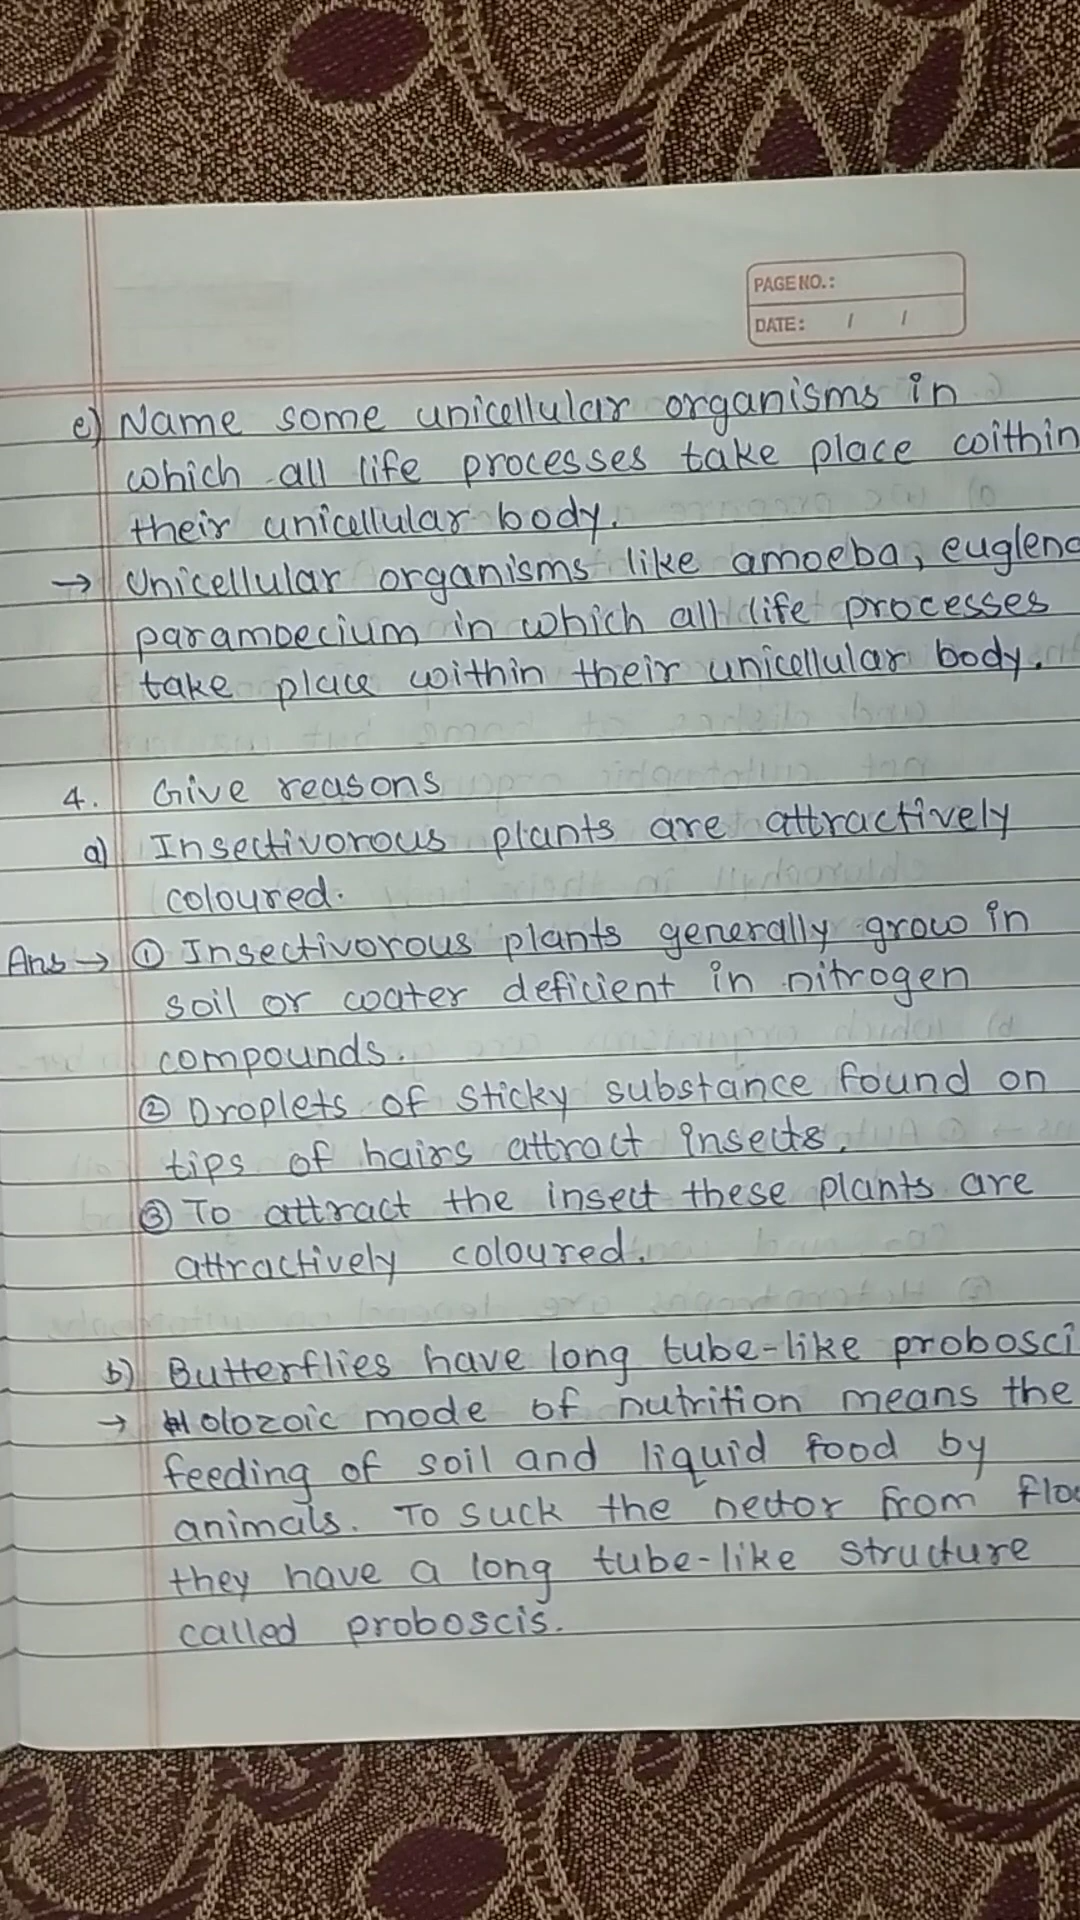 PAGE NO.:
DATE: / /
e) Name some unicellular organisms in
which all life processes take place within
their unicellular body.
→ Unicellular organisms like amoeba, euglena
paramoecium in which all life processes
take place within their unicellular body.
4. Give reasons
a) Insectivorous plants are attractively
coloured.
Ans → ① Insectivorous plants generally grow in
soil or water deficient in nitrogen
compounds.
② Droplets of sticky substance found on
tips of hairs attract insects.
③ To attract the insect these plants are
attractively coloured.
b) Butterflies have long tube-like probosci
→ Holozoic mode of nutrition means the
feeding of soil and liquid food by
animals. To suck the nector from flow
they have a long tube-like structure
called proboscis.